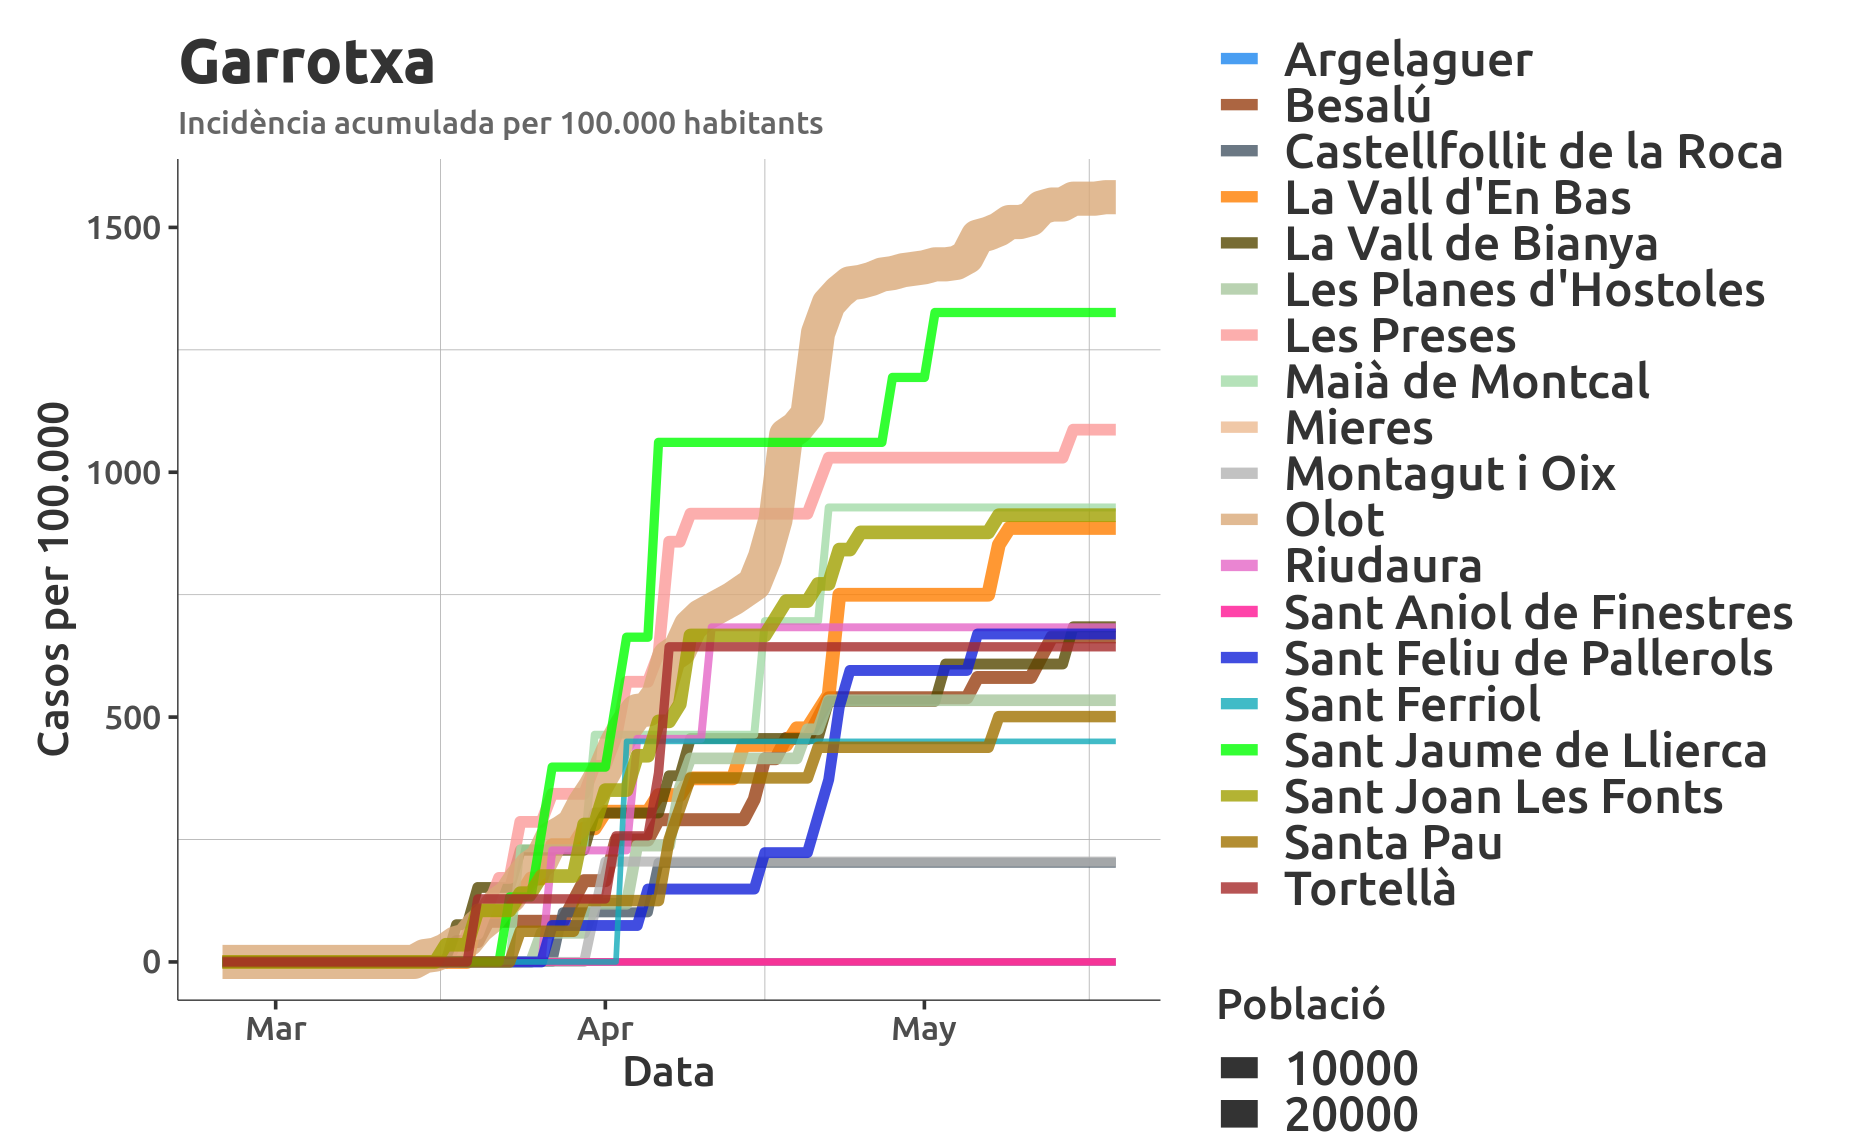 Garrotxa
Incidència acumulada per 100.000 habitants
Casos per 100.000
1500
1000
500
0
Mar
Apr
May
Data
Argelaguer
Besalú
Castellfollit de la Roca
La Vall d'En Bas
La Vall de Bianya
Les Planes d'Hostoles
Les Preses
Maià de Montcal
Mieres
Montagut i Oix
Olot
Riudaura
Sant Aniol de Finestres
Sant Feliu de Pallerols
Sant Ferriol
Sant Jaume de Llierca
Sant Joan Les Fonts
Santa Pau
Tortellà
Població
10000
20000